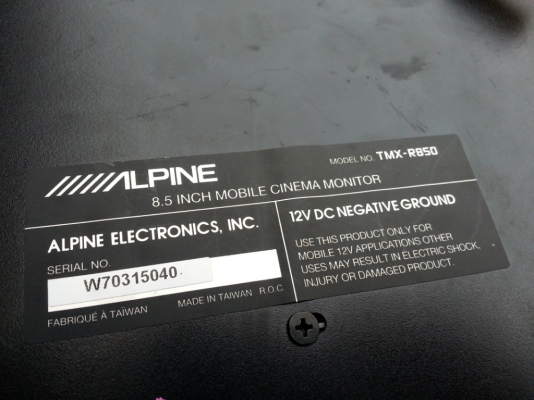 ALPINE
MODEL NO. TMX-R850
8.5 INCH MOBILE CINEMA MONITOR
ALPINE ELECTRONICS, INC.
SERIAL NO.
W70315040
FABRIQUÉ À TAÏWAN MADE IN TAIWAN R.O.C.
12V DC NEGATIVE GROUND
USE THIS PRODUCT ONLY FOR
MOBILE 12V APPLICATIONS OTHER
USES MAY RESULT IN ELECTRIC SHOCK,
INJURY OR DAMAGED PRODUCT.